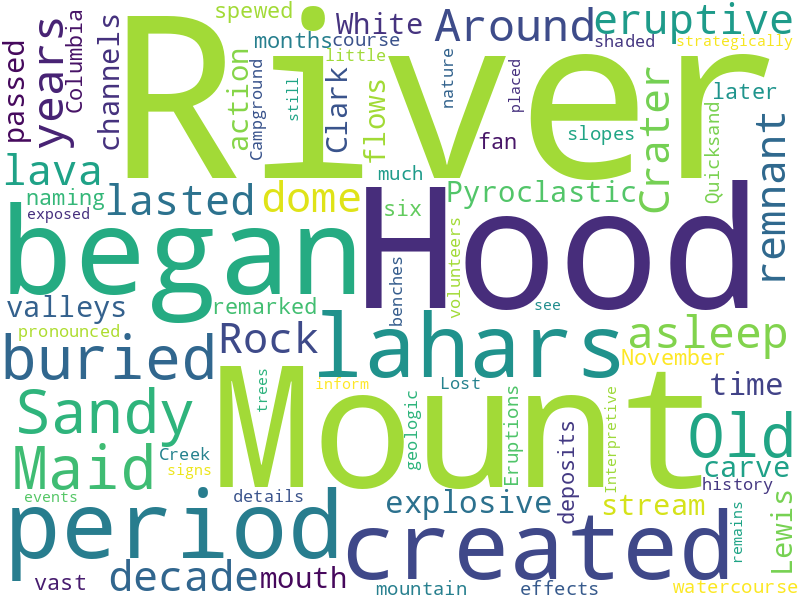 River
Hood
Mount
began
lahars
period
created
buried
Sandy
Maid
Old
asleep
decade
Rock
lasted
Around
eruptive
years
Crater
remnant
lava
dome
explosive
mouth
White
Clark
flows
action
channels
passed
Columbia
spewed
months
course
little
still
Campground
nature
placed
shaded
strategically
fan
slopes
later
Quicksand
naming
exposed
much
six
Pyroclastic
valleys
remarked
pronounced
benches
volunteers
see
November
time
carve
history
trees
inform
Lost
geologic
Eruptions
Interpretive
deposits
stream
Lewis
remains
watercourse
effects
mountain
details
Creek
signs
events
vast